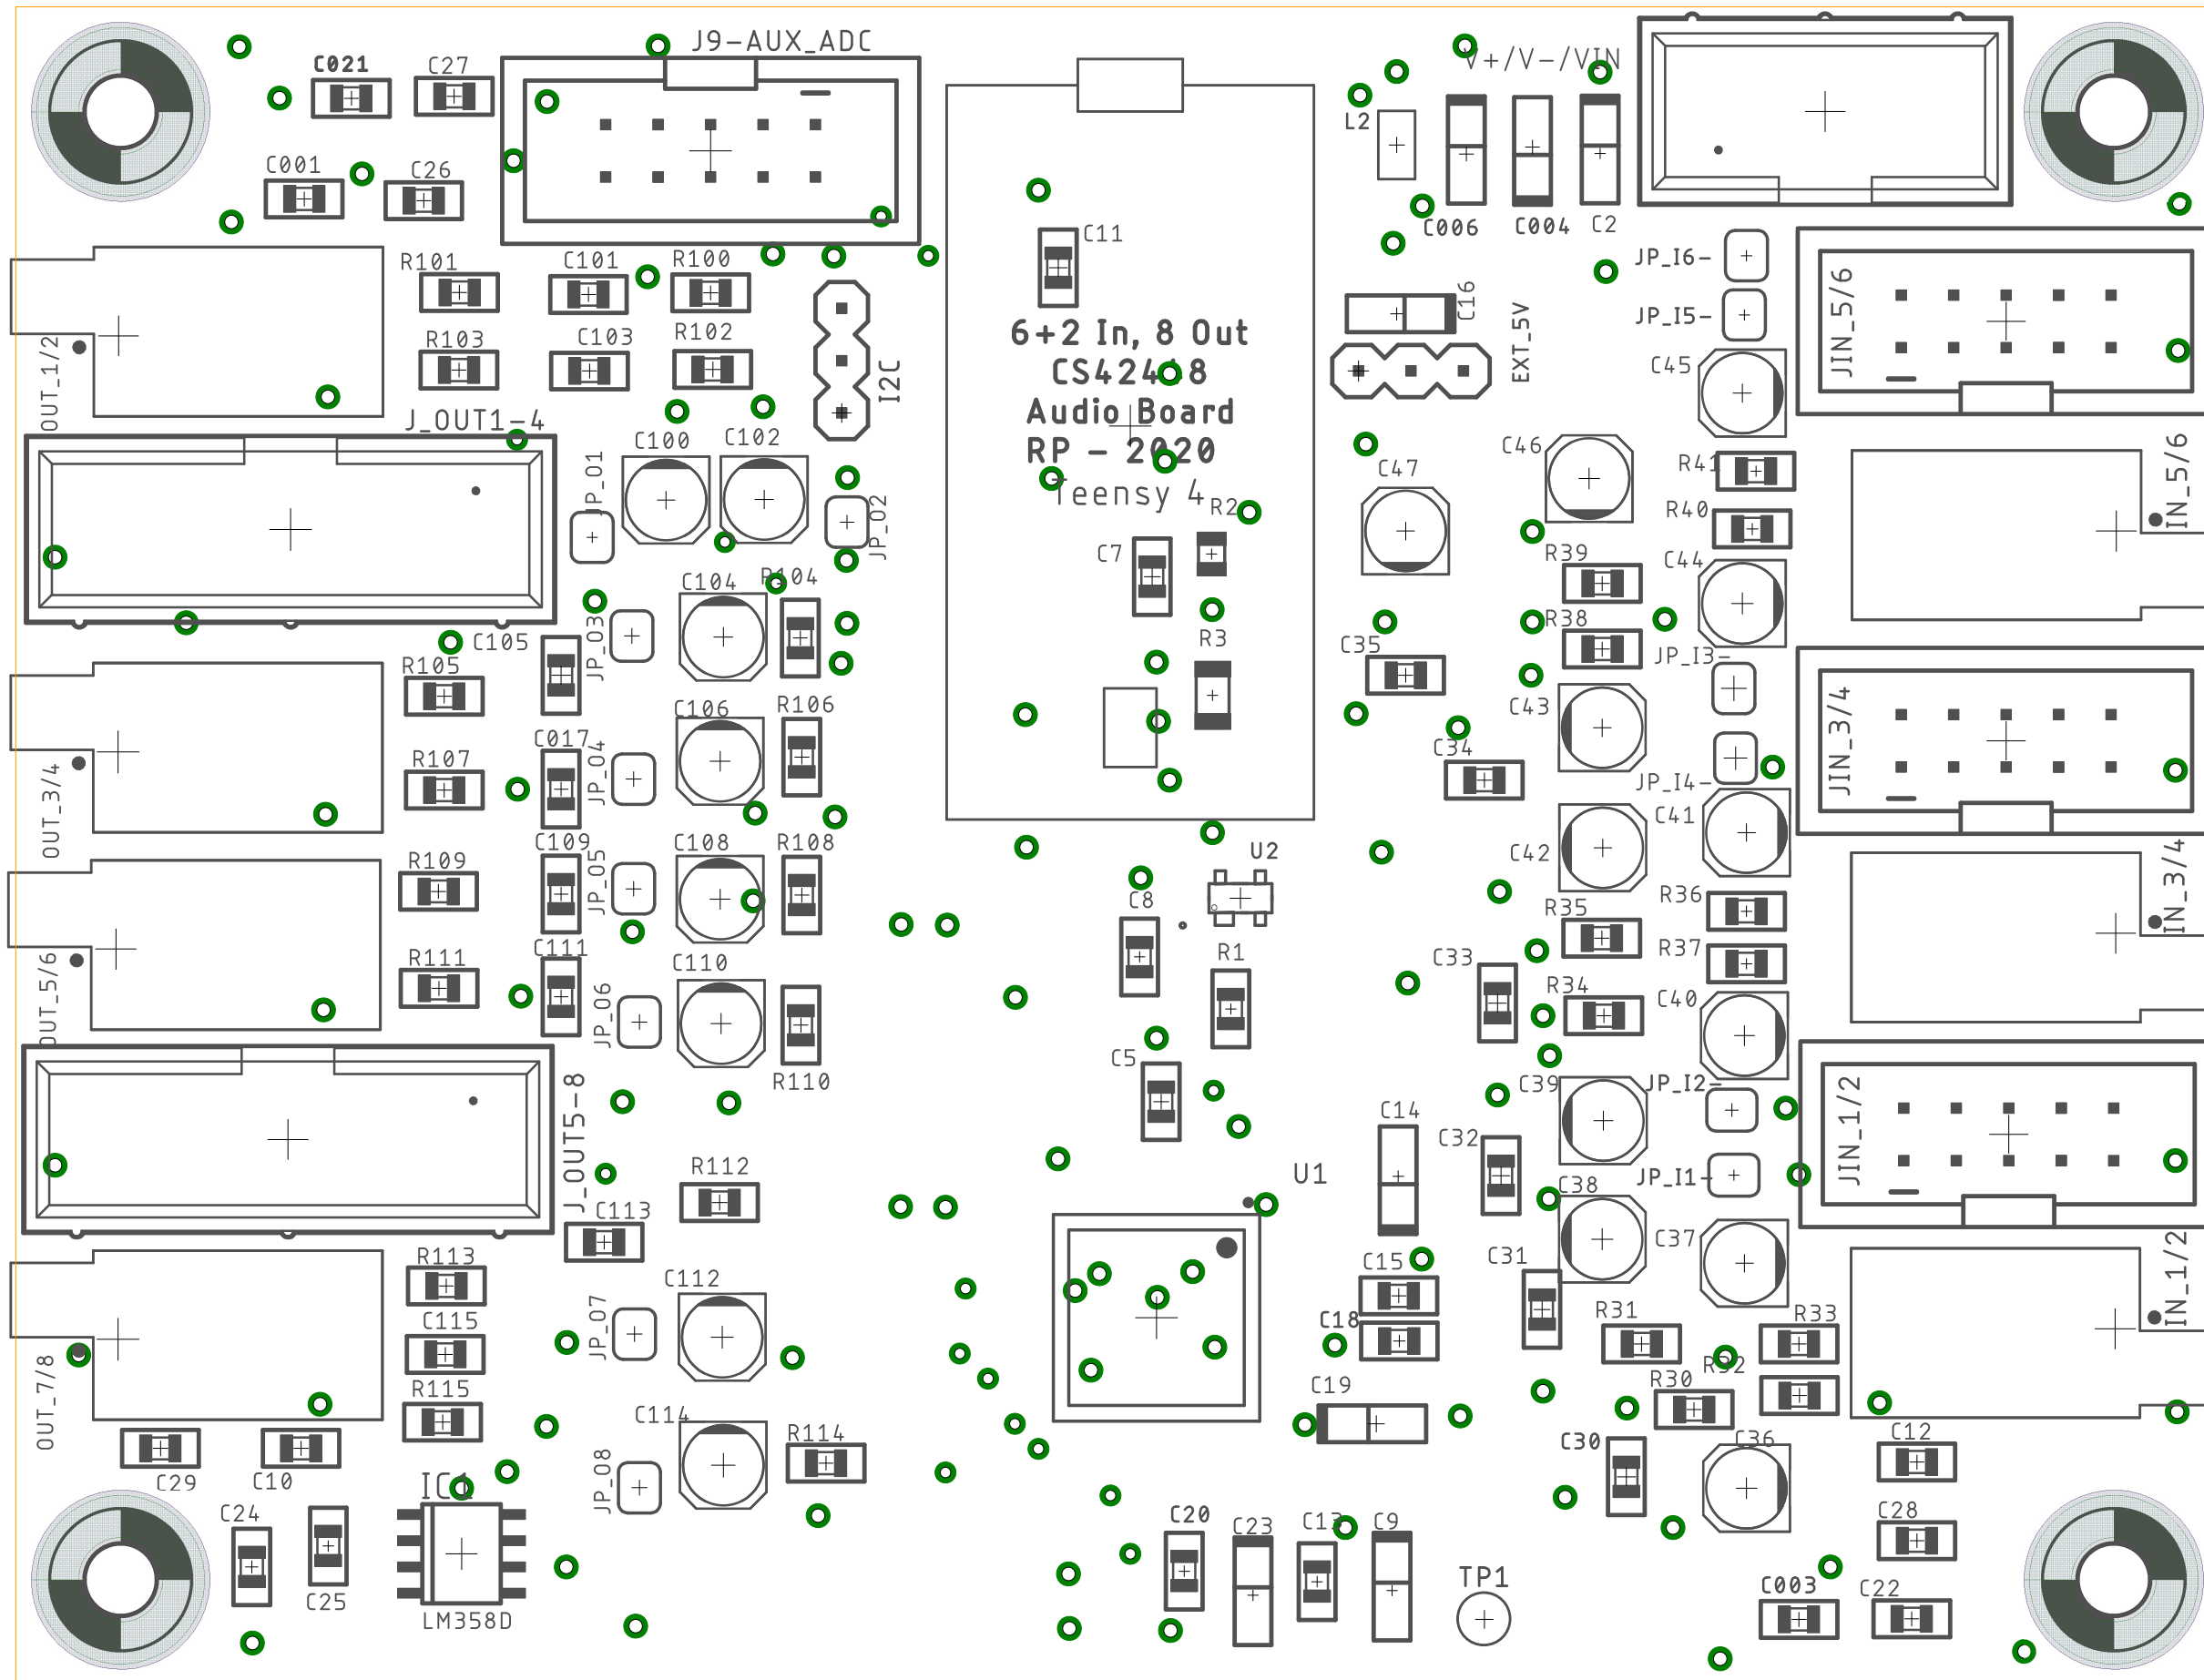 J9-AUX_ADC
V+/V-/VIN
C021
C27
C001
C26
L2
C006
C004
C2
C11
R101
C101
R100
R103
C103
R102
I2C
OUT_1/2
J_OUT1-4
6+2 In, 8 Out
Audio Board
RP - 2020
Teensy 4
C16
EXT_5V
JP_I6-
JP_I5-
JIN_5/6
C45
C46
C47
R41
R40
IN_5/6
C100
C102
JP_02
R2
C7
R39
C44
C104
R104
C105
JP_03
R38
R3
C35
JP_I3-
R105
C106
R106
C017
JP_04
R107
OUT_3/4
C43
C34
JP_I4-
JIN_3/4
C41
C42
R109
C109
JP_05
C108
R108
U2
C8
R36
R35
IN_3/4
R37
R111
C111
C110
R1
C33
R34
C40
JP_06
R110
C5
C39
JP_I2-
JIN_1/2
J_OUT5-8
C14
C32
R112
U1
JP_I1-
C38
C113
C37
R113
C112
C15
C31
IN_1/2
C115
JP_07
C18
R31
R33
R115
OUT_7/8
C19
R30
C114
R114
C30
C36
C12
C29
C10
IC1
JP_08
C24
C25
LM358D
C20
C23
C9
TP1
C28
C003
C22